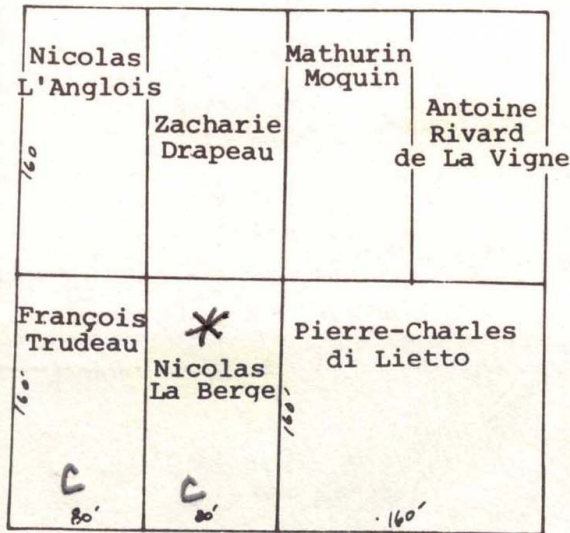 Nicolas
L'Anglois
Zacharie
Drapeau
Mathurin
Moquin
Antoine
Rivard
de La Vigne
160
François
Trudeau
160'
C
80'
*
Nicolas
La Berge
C
80'
Pierre-Charles
di Lietto
160'
160'